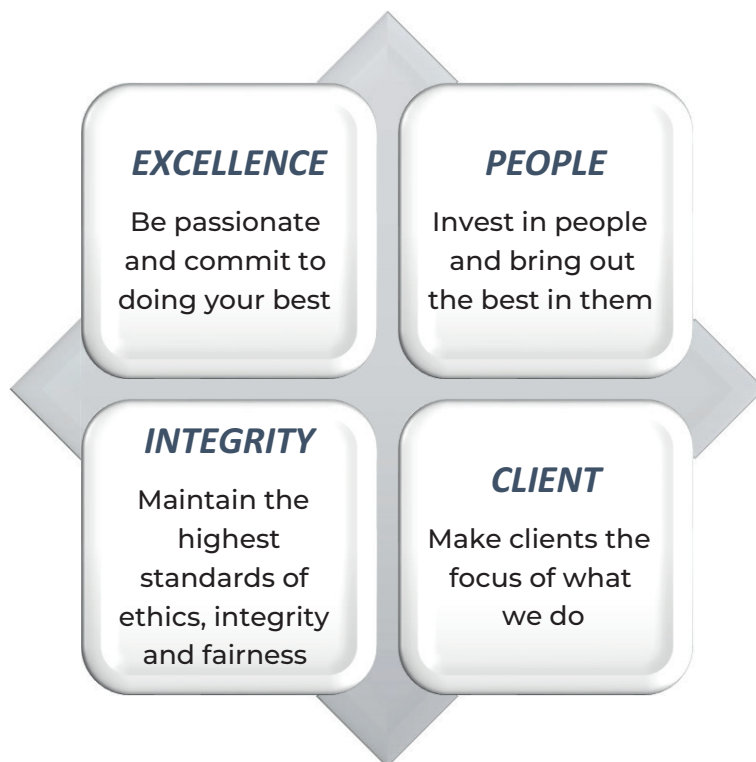 EXCELLENCE
Be passionate
and commit to
doing your best
PEOPLE
Invest in people
and bring out
the best in them
INTEGRITY
Maintain the
highest
standards of
ethics, integrity
and fairness
CLIENT
Make clients the
focus of what
we do